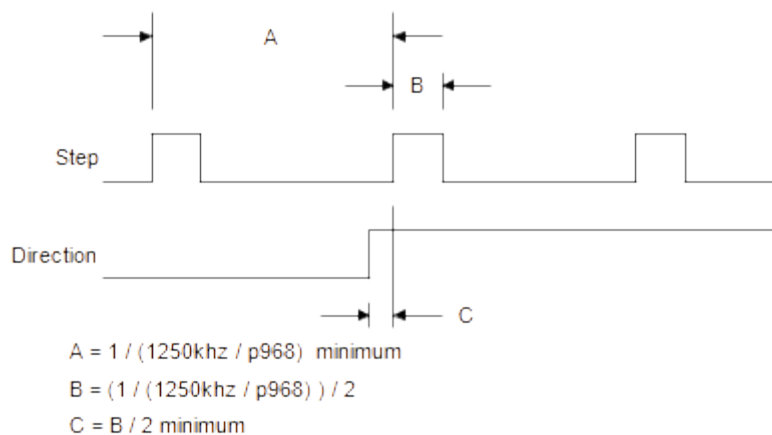 A
B
Step
Direction
C
A = 1 / (1250khz / p968) minimum
B = (1 / (1250khz / p968) ) / 2
C = B / 2 minimum